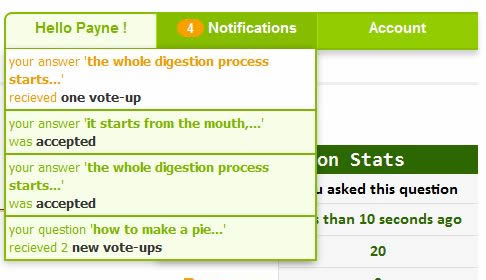 Hello Payne !
4 Notifications
Account
your answer 'the whole digestion process
starts...'
recieved one vote-up
your answer 'it starts from the mouth,...'
was accepted
your answer 'the whole digestion process
starts...'
was accepted
your question 'how to make a pie...'
recieved 2 new vote-ups
on Stats
u asked this question
s than 10 seconds ago
20